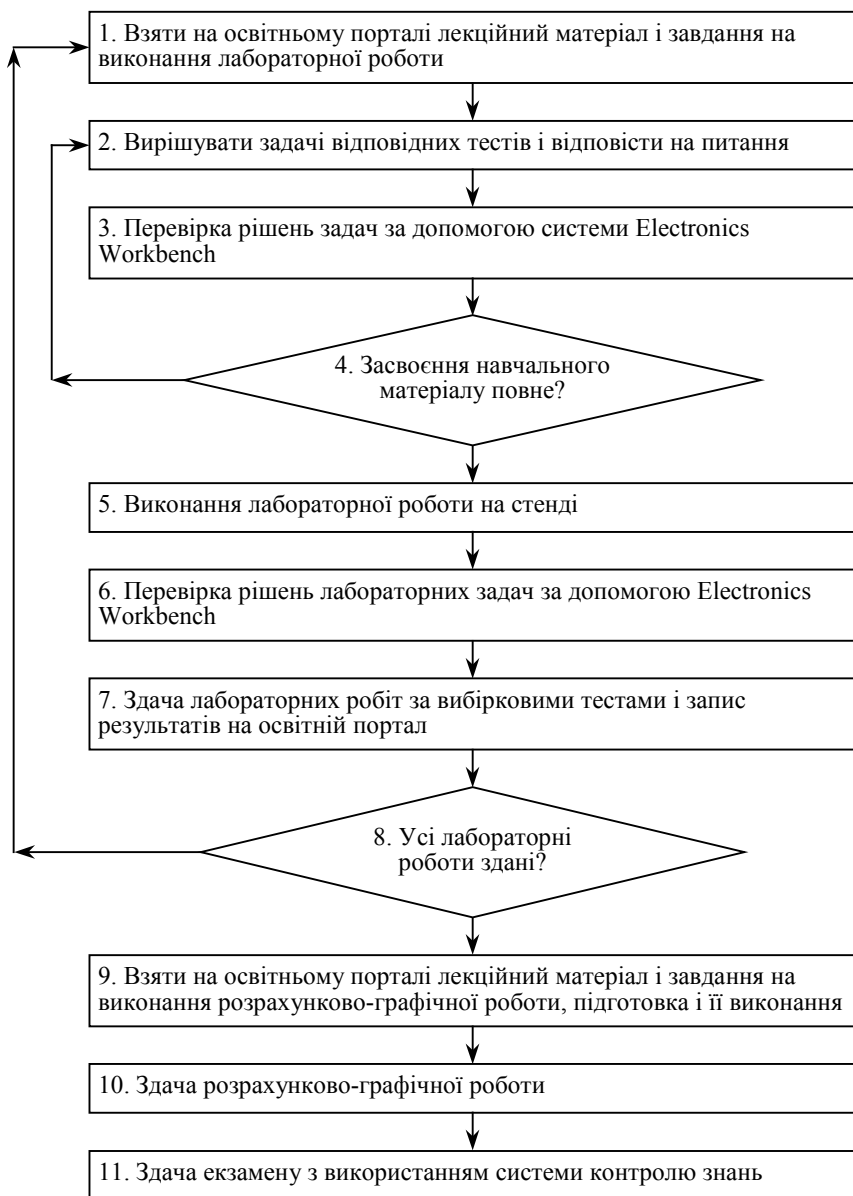 1. Взяти на освітньому порталі лекційний матеріал і завдання на
виконання лабораторної роботи
2. Вирішувати задачі відповідних тестів і відповісти на питання
3. Перевірка рішень задач за допомогою системи Electronics
Workbench
4. Засвоєння навчального
матеріалу повне?
5. Виконання лабораторної роботи на стенді
6. Перевірка рішень лабораторних задач за допомогою Electronics
Workbench
7. Здача лабораторних робіт за вибірковими тестами і запис
результатів на освітній портал
8. Усі лабораторні
роботи здані?
9. Взяти на освітньому порталі лекційний матеріал і завдання на
виконання розрахунково-графічної роботи, підготовка і її виконання
10. Здача розрахунково-графічної роботи
11. Здача екзамену з використанням системи контролю знань